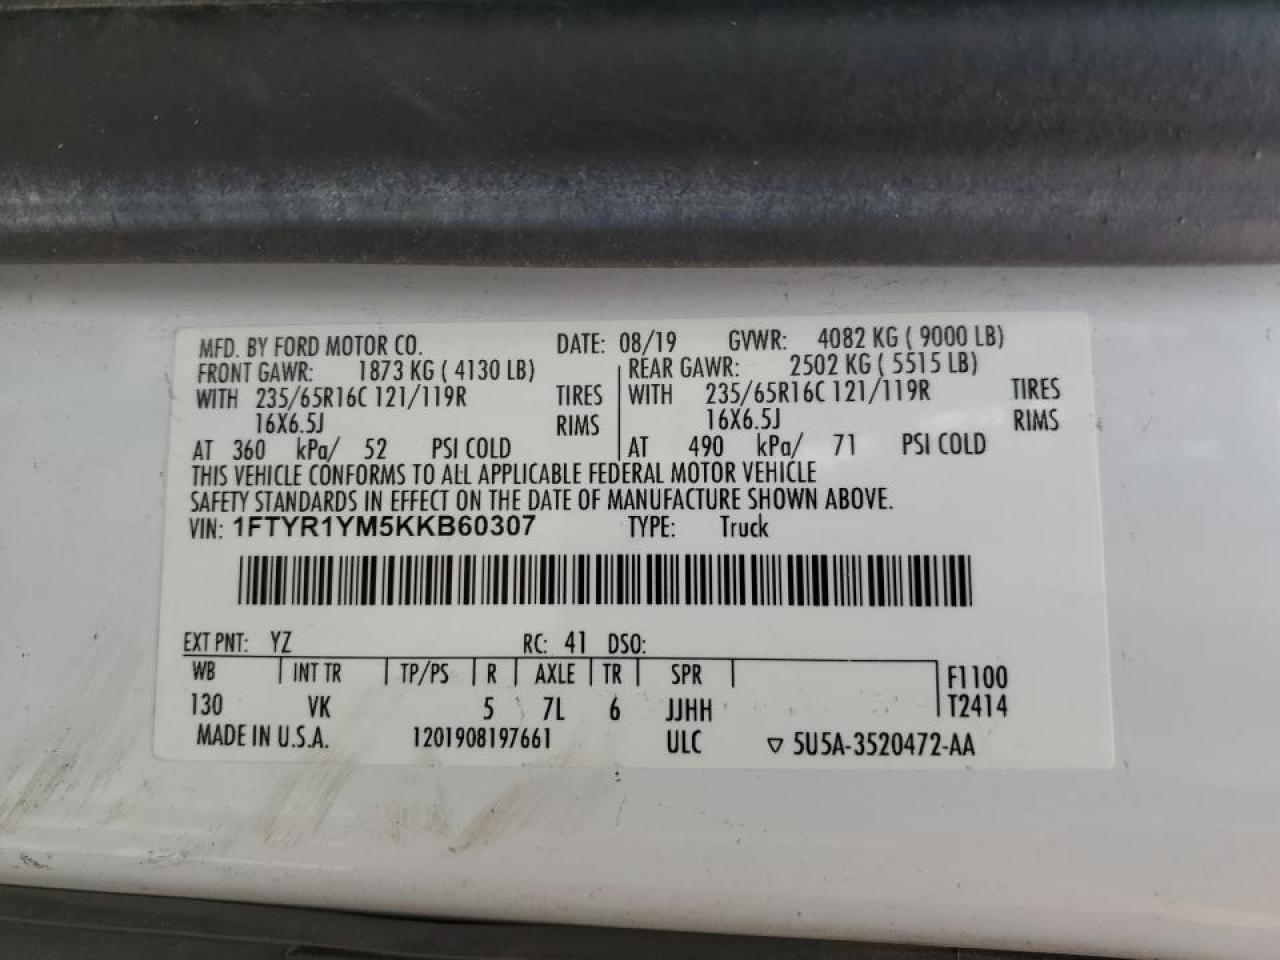 MFD. BY FORD MOTOR CO. DATE: 08/19 GVWR: 4082 KG ( 9000 LB)
FRONT GAWR: 1873 KG ( 4130 LB) REAR GAWR: 2502 KG ( 5515 LB)
WITH 235/65R16C 121/119R TIRES WITH 235/65R16C 121/119R TIRES
16X6.5J RIMS 16X6.5J RIMS
AT 360 kPa/ 52 PSI COLD AT 490 kPa/ 71 PSI COLD
THIS VEHICLE CONFORMS TO ALL APPLICABLE FEDERAL MOTOR VEHICLE
SAFETY STANDARDS IN EFFECT ON THE DATE OF MANUFACTURE SHOWN ABOVE.
VIN: 1FTYR1YM5KKB60307 TYPE: Truck
EXT PNT: YZ RC: 41 DSO:
WB INT TR TP/PS R AXLE TR SPR F1100
130 VK 5 7L 6 JJHH T2414
MADE IN U.S.A. 1201908197661 ULC ▽ 5U5A-3520472-AA